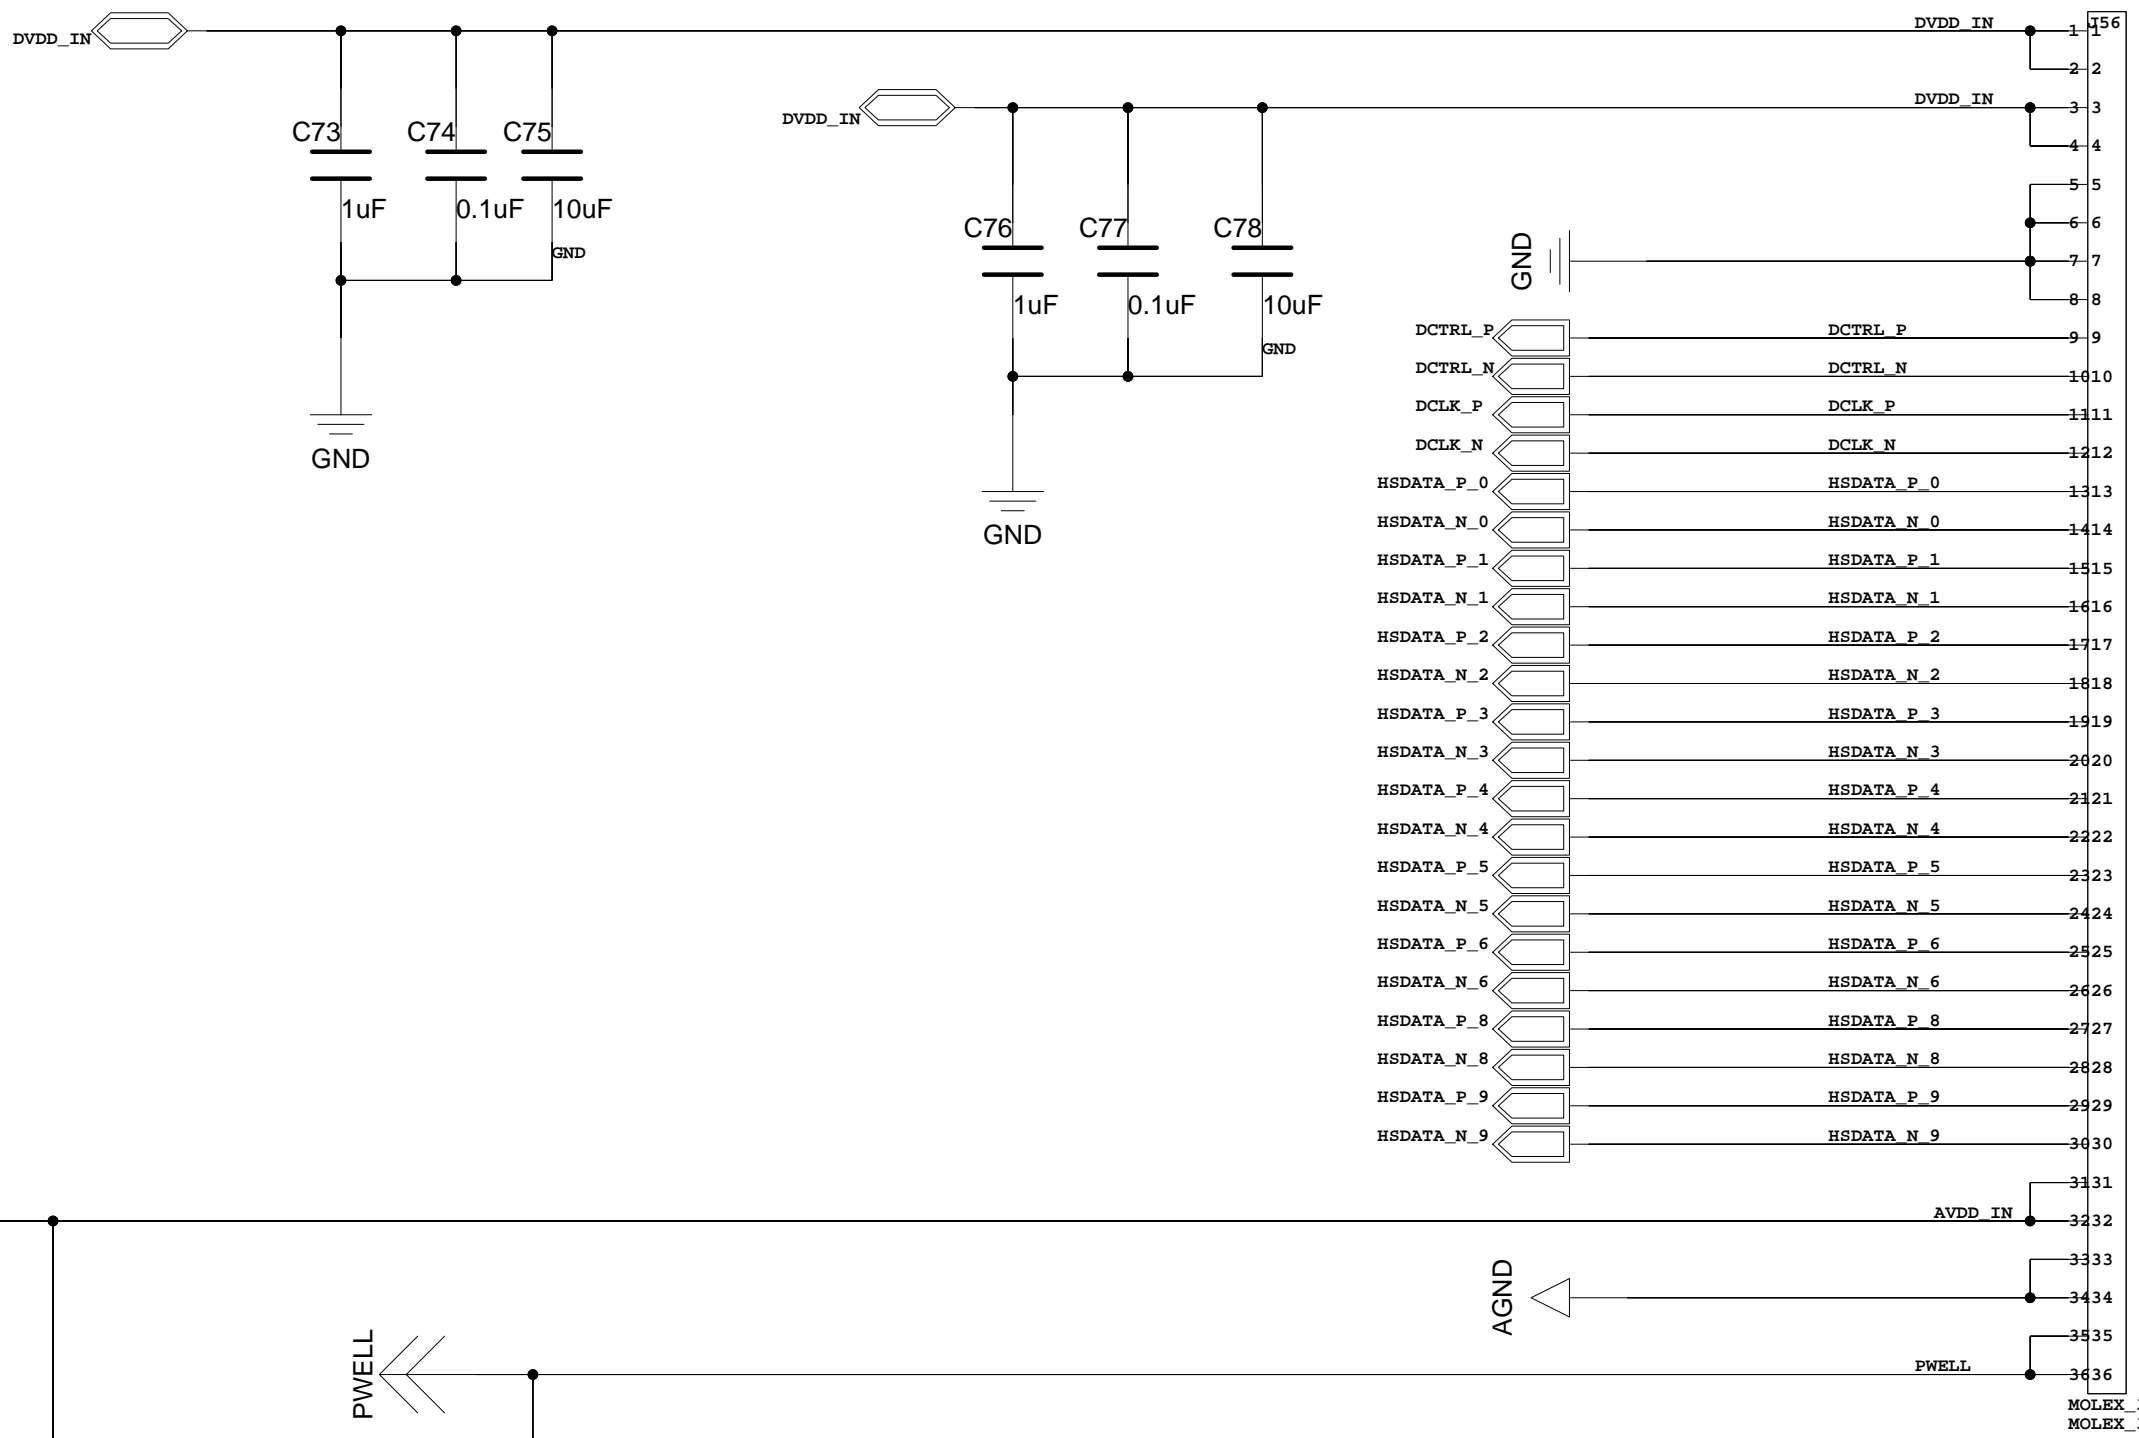 DVDD_IN
DVDD_IN
J56
1 1
2 2
DVDD_IN
DVDD_IN
3 3
4 4
C73
C74
C75
1uF
0.1uF
10uF
GND
GND
5 5
6 6
7 7
8 8
C76
C77
C78
1uF
0.1uF
10uF
GND
GND
GND
DCTRL_P DCTRL_P 9 9
DCTRL_N DCTRL_N 10 10
DCLK_P DCLK_P 11 11
DCLK_N DCLK_N 12 12
HSDATA_P_0 HSDATA_P_0 13 13
HSDATA_N_0 HSDATA_N_0 14 14
HSDATA_P_1 HSDATA_P_1 15 15
HSDATA_N_1 HSDATA_N_1 16 16
HSDATA_P_2 HSDATA_P_2 17 17
HSDATA_N_2 HSDATA_N_2 18 18
HSDATA_P_3 HSDATA_P_3 19 19
HSDATA_N_3 HSDATA_N_3 20 20
HSDATA_P_4 HSDATA_P_4 21 21
HSDATA_N_4 HSDATA_N_4 22 22
HSDATA_P_5 HSDATA_P_5 23 23
HSDATA_N_5 HSDATA_N_5 24 24
HSDATA_P_6 HSDATA_P_6 25 25
HSDATA_N_6 HSDATA_N_6 26 26
HSDATA_P_8 HSDATA_P_8 27 27
HSDATA_N_8 HSDATA_N_8 28 28
HSDATA_P_9 HSDATA_P_9 29 29
HSDATA_N_9 HSDATA_N_9 30 30
31 31
AVDD_IN 32 32
33 33
AGND
34 34
35 35
PWELL
PWELL 36 36
MOLEX_
MOLEX_